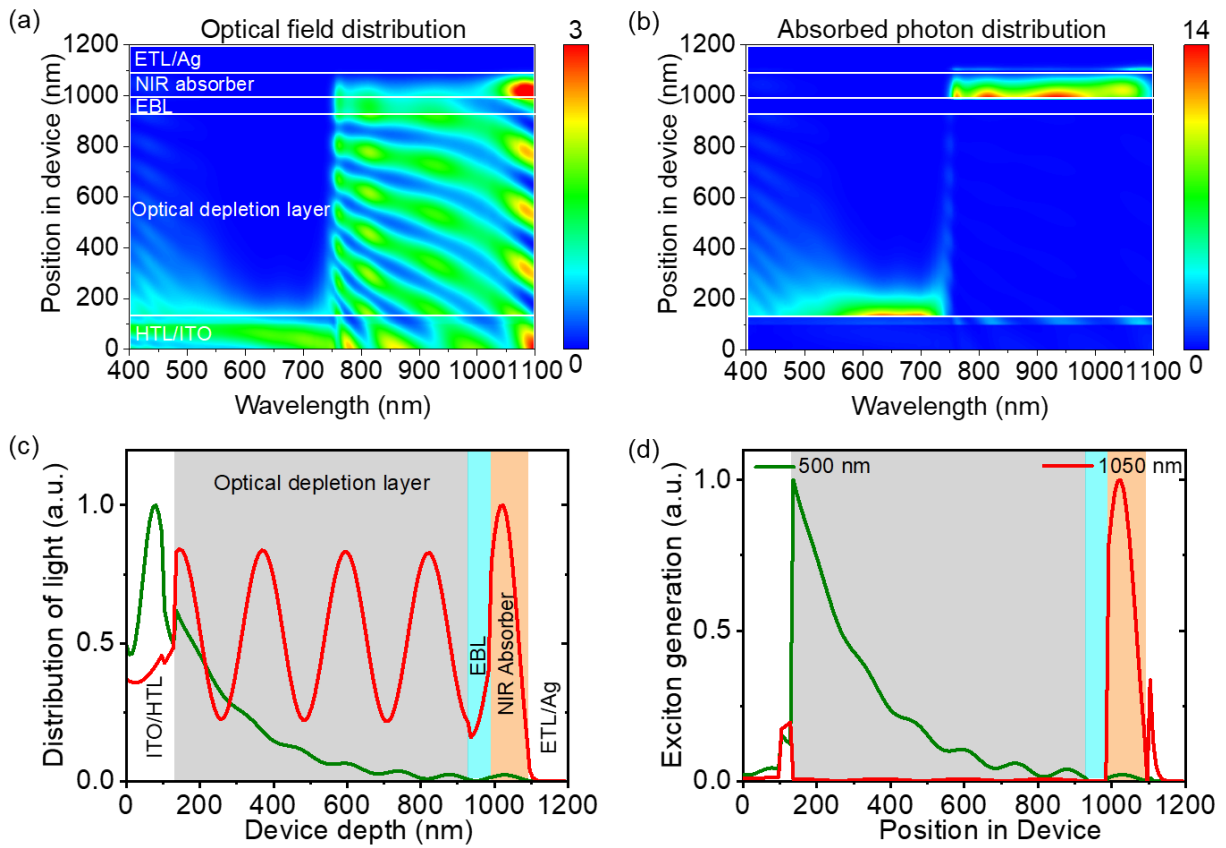 (a)
Optical field distribution
3
1200
1000
800
600
400
200
0
ETL/Ag
NIR absorber
EBL
Optical depletion layer
HTL/ITO
0
400 500 600 700 800 900 1000 1100
Position in device (nm)
Wavelength (nm)
(b)
Absorbed photon distribution
14
1200
1000
800
600
400
200
0
0
400 500 600 700 800 900 1000 1100
Position in device (nm)
Wavelength (nm)
(c)
Optical depletion layer
1.0
0.5
0.0
ITO/HTL
EBL
NIR Absorber
ETL/Ag
0 200 400 600 800 1000 1200
Distribution of light (a.u.)
Device depth (nm)
(d)
500 nm
1050 nm
1.0
0.5
0.0
0 200 400 600 800 1000 1200
Exciton generation (a.u.)
Position in Device